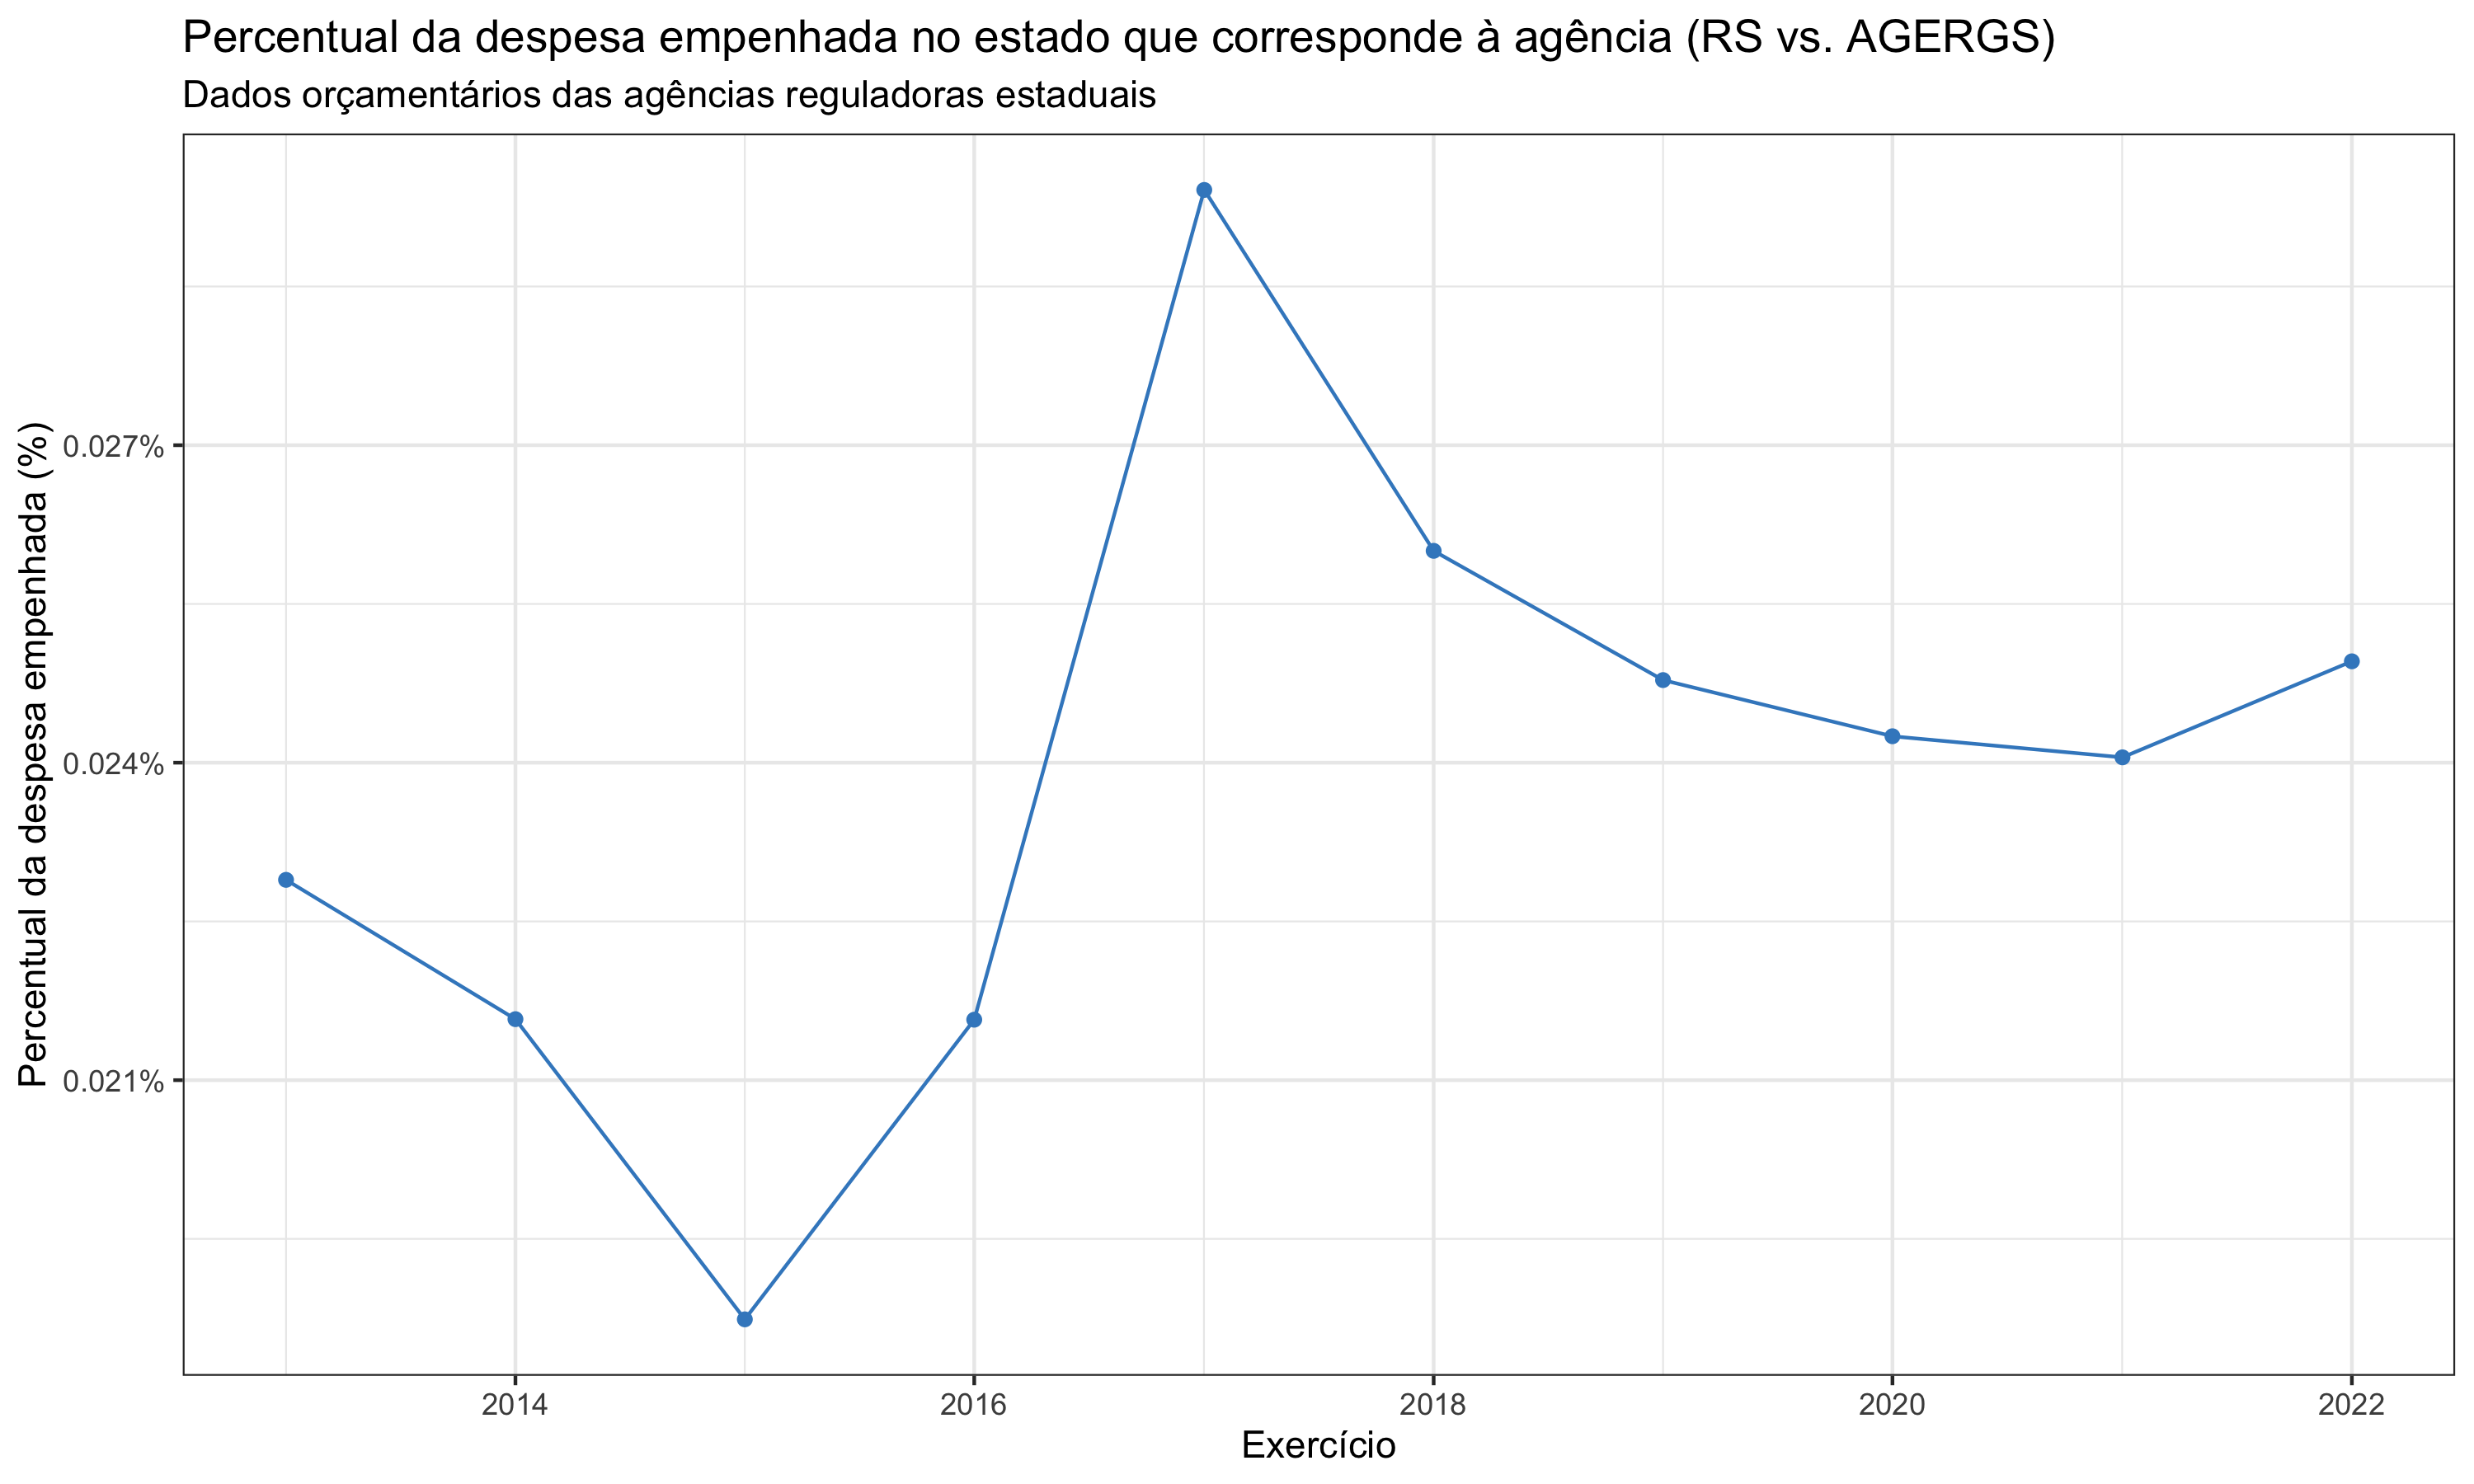 Percentual da despesa empenhada no estado que corresponde à agência (RS vs. AGERGS)
Dados orçamentários das agências reguladoras estaduais
Percentual da despesa empenhada (%)
0.027%
0.024%
0.021%
2014
2016
2018
2020
2022
Exercício